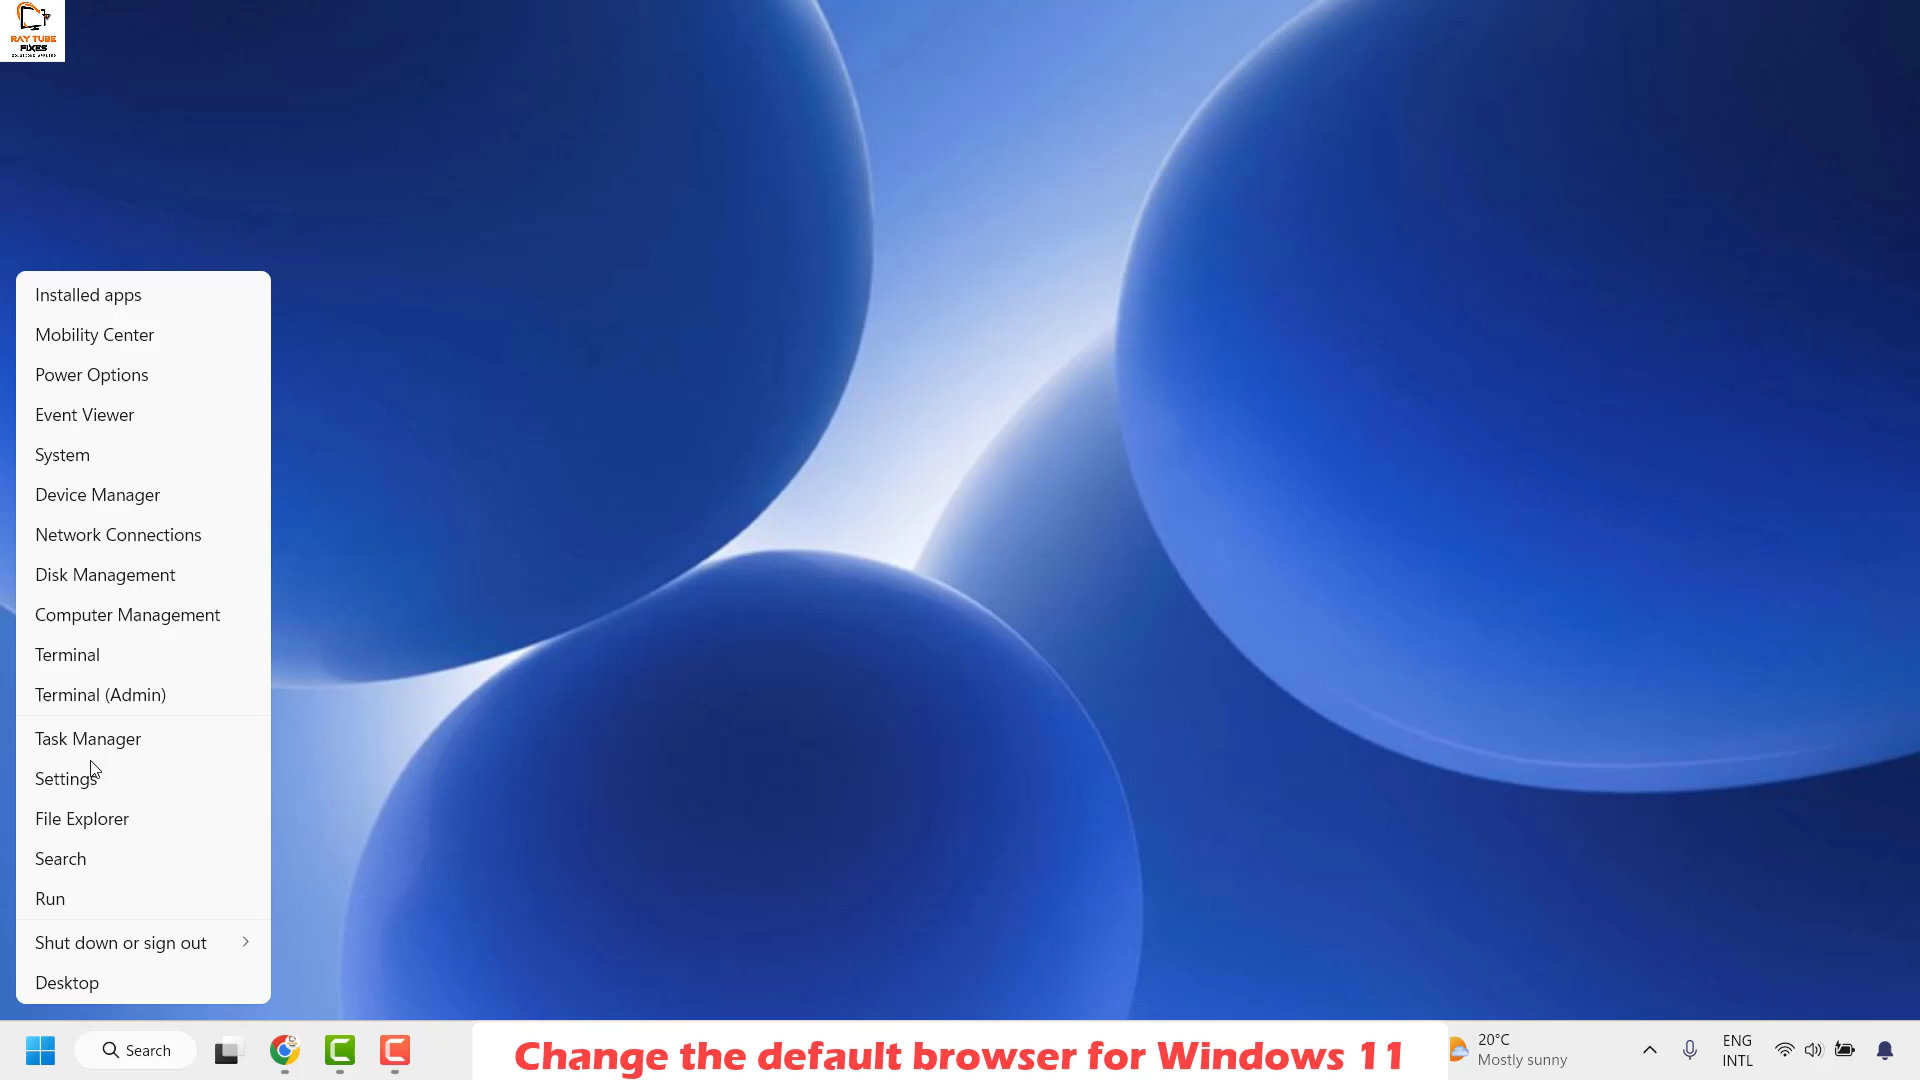 RAY TUBE
FIXES
SOLUTIONS APPLIED
Installed apps
Mobility Center
Power Options
Event Viewer
System
Device Manager
Network Connections
Disk Management
Computer Management
Terminal
Terminal (Admin)
Task Manager
Settings
File Explorer
Search
Run
Shut down or sign out
Desktop
Search
Change the default browser for Windows 11
20°C
Mostly sunny
ENG
INTL